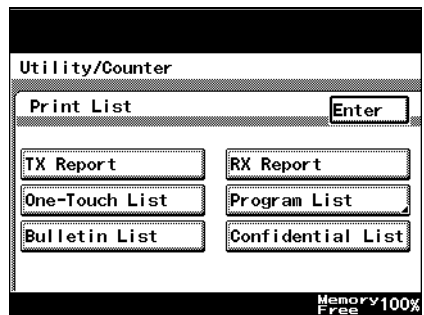 Utility/Counter
Print List
Enter
TX Report
RX Report
One-Touch List
Program List
Bulletin List
Confidential List
Memory
Free 100%